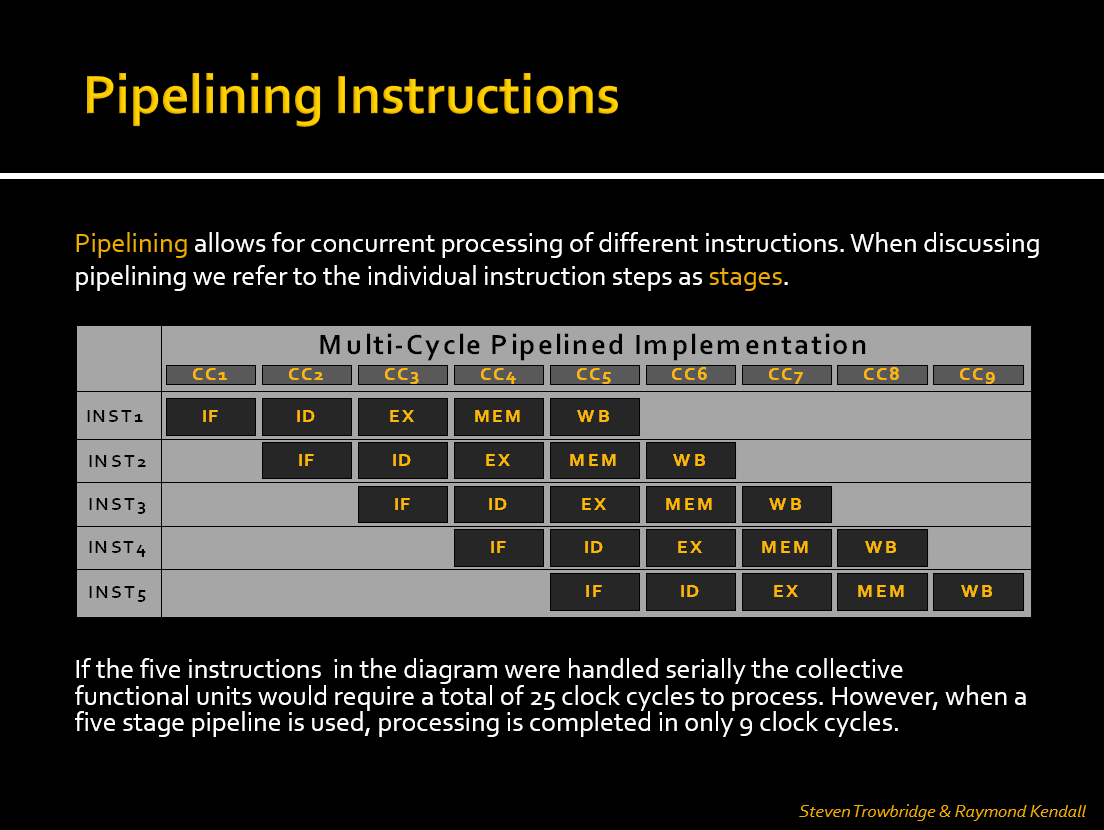 Pipelining Instructions
Pipelining allows for concurrent processing of different instructions. When discussing
pipelining we refer to the individual instruction steps as stages.
Multi-Cycle Pipelined Implementation
CC1 CC2 CC3 CC4 CC5 CC6 CC7 CC8 CC9
INST1 IF ID EX MEM WB
INST2 IF ID EX MEM WB
INST3 IF ID EX MEM WB
INST4 IF ID EX MEM WB
INST5 IF ID EX MEM WB
If the five instructions  in the diagram were handled serially the collective
functional units would require a total of 25 clock cycles to process. However, when a
five stage pipeline is used, processing is completed in only 9 clock cycles.
Steven Trowbridge & Raymond Kendall